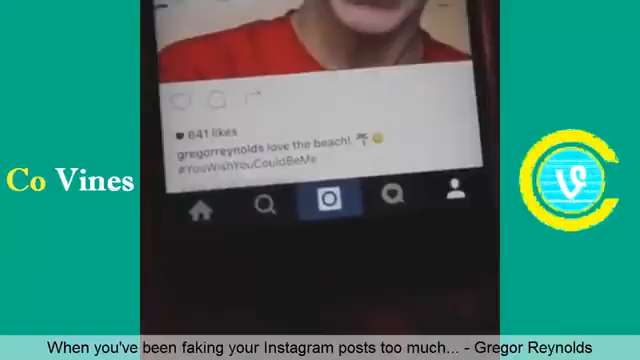 641 likes
gregorreynolds love the beach! 🌴😀
#YouWishYouCouldBeMe
Co Vines
When you've been faking your Instagram posts too much... - Gregor Reynolds